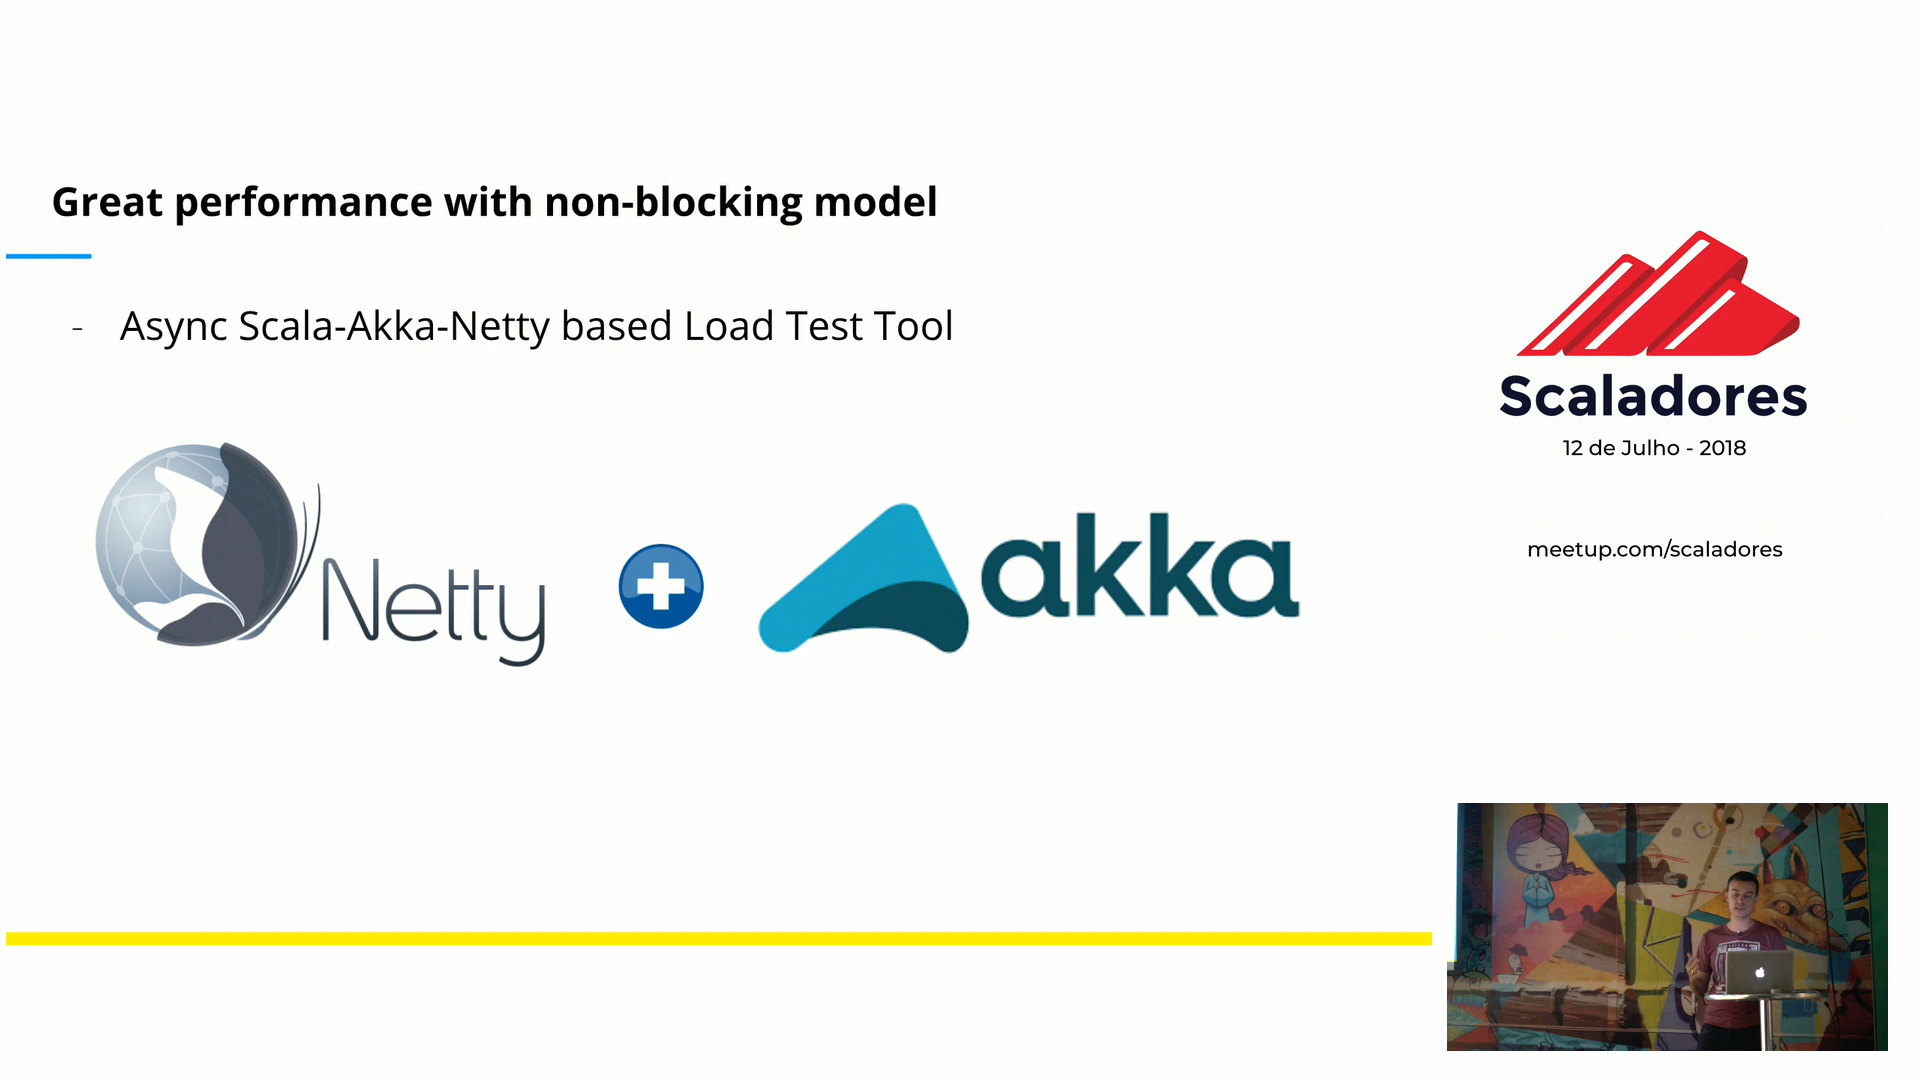 Great performance with non-blocking model
- Async Scala-Akka-Netty based Load Test Tool
Netty
akka
Scaladores
12 de Julho - 2018
meetup.com/scaladores